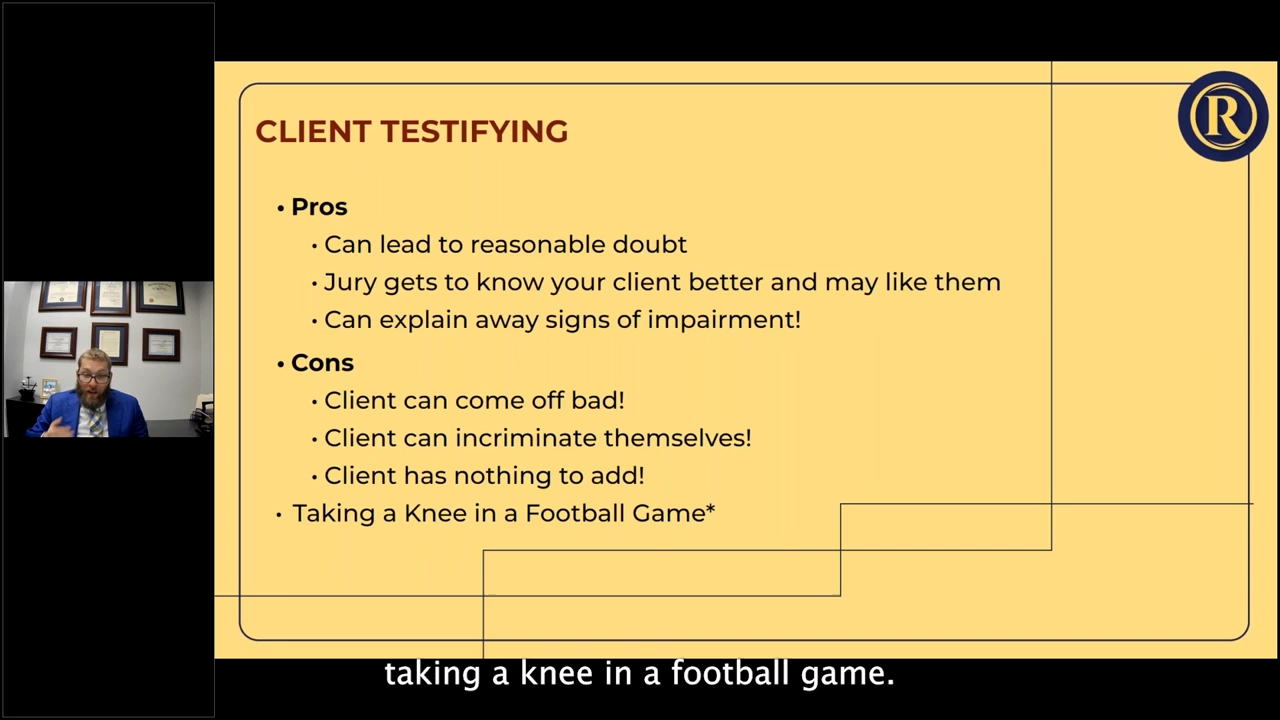 CLIENT TESTIFYING
R
• Pros
• Can lead to reasonable doubt
• Jury gets to know your client better and may like them
• Can explain away signs of impairment!
• Cons
• Client can come off bad!
• Client can incriminate themselves!
• Client has nothing to add!
• Taking a Knee in a Football Game*
taking a knee in a football game.